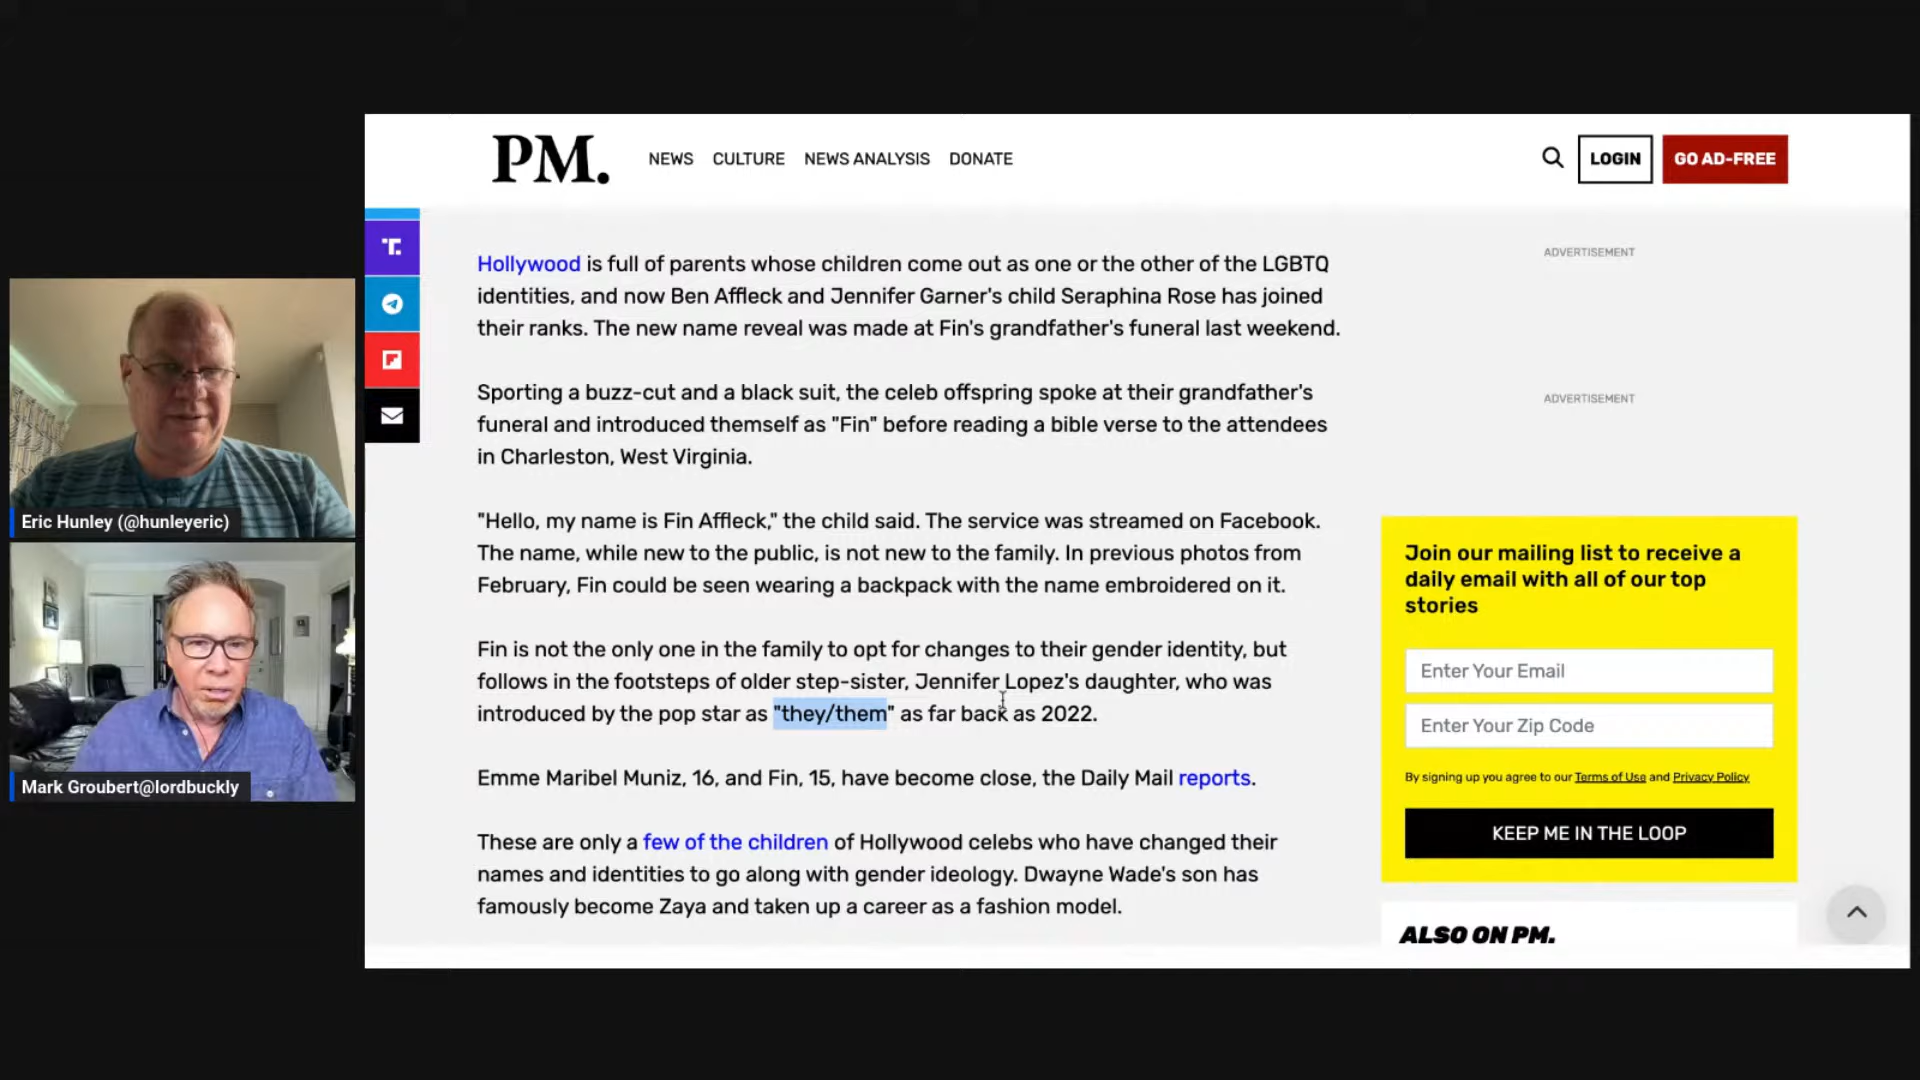 PM.
NEWS CULTURE NEWS ANALYSIS DONATE
LOGIN
GO AD-FREE
T.
Hollywood is full of parents whose children come out as one or the other of the LGBTQ
identities, and now Ben Affleck and Jennifer Garner's child Seraphina Rose has joined
their ranks. The new name reveal was made at Fin's grandfather's funeral last weekend.
Sporting a buzz-cut and a black suit, the celeb offspring spoke at their grandfather's
funeral and introduced themself as "Fin" before reading a bible verse to the attendees
in Charleston, West Virginia.
"Hello, my name is Fin Affleck," the child said. The service was streamed on Facebook.
The name, while new to the public, is not new to the family. In previous photos from
February, Fin could be seen wearing a backpack with the name embroidered on it.
Fin is not the only one in the family to opt for changes to their gender identity, but
follows in the footsteps of older step-sister, Jennifer Lopez's daughter, who was
introduced by the pop star as "they/them" as far back as 2022.
Emme Maribel Muniz, 16, and Fin, 15, have become close, the Daily Mail reports.
These are only a few of the children of Hollywood celebs who have changed their
names and identities to go along with gender ideology. Dwayne Wade's son has
famously become Zaya and taken up a career as a fashion model.
ADVERTISEMENT
ADVERTISEMENT
Join our mailing list to receive a
daily email with all of our top
stories
Enter Your Email
Enter Your Zip Code
By signing up you agree to our Terms of Use and Privacy Policy
KEEP ME IN THE LOOP
ALSO ON PM.
Eric Hunley (@hunleyeric)
Mark Groubert@lordbuckly